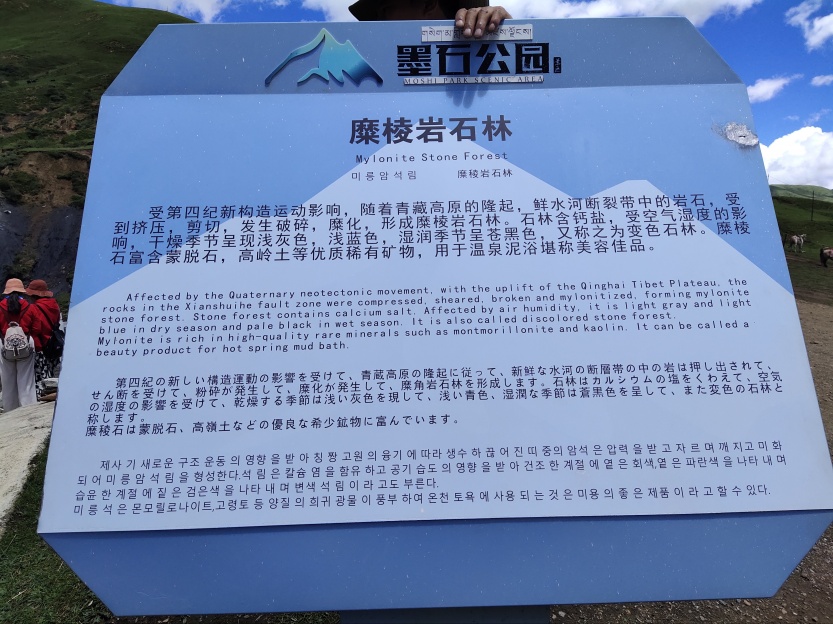 墨石公园
MOSHI PARK SCENIC AREA
糜棱岩石林
Mylonite Stone Forest
미릉암석림 糜棱岩石林
受第四纪新构造运动影响，随着青藏高原的隆起，鲜水河断裂带中的岩石，受
到挤压，剪切，发生破碎，糜化，形成糜棱岩石林。石林含钙盐，受空气湿度的影
响，干燥季节呈现浅灰色，浅蓝色，湿润季节呈苍黑色，又称之为变色石林。糜棱
石富含蒙脱石，高岭土等优质稀有矿物，用于温泉泥浴堪称美容佳品。
Affected by the Quaternary neotectonic movement, with the uplift of the Qinghai Tibet Plateau, the
rocks in the Xianshuihe fault zone were compressed, sheared, broken and mylonitized, forming mylonite
stone forest. Stone forest contains calcium salt. Affected by air humidity, it is light gray and light
blue in dry season and pale black in wet season. It is also called discolored stone forest.
Mylonite is rich in high-quality rare minerals such as montmorillonite and kaolin. It can be called a
beauty product for hot spring mud bath.
第四紀の新しい構造運動の影響を受けて、青蔵高原の隆起に従って、新鮮な水河の断層帯の中の岩は押し出されて、
せん断を受けて、粉砕が発生して、糜化が発生して、糜角岩石林を形成します。石林はカルシウムの塩をくわえて、空気
の湿度の影響を受けて、乾燥する季節は浅い灰色を現して、浅い青色、湿潤な季節は蒼黒色を呈して、また変色の石林と
称します。
糜棱石は蒙脱石、高嶺土などの優良な希少鉱物に富んでいます。
제사기 새로운 구조 운동의 영향을 받아 칭짱 고원의 융기에 따라 생수하 끊어진 띠 중의 암석은 압력을 받고 자르며 깨지고 미화
되어 미릉암석림을 형성한다.석림은 칼슘 염을 함유하고 공기 습도의 영향을 받아 건조한 계절에 옅은 회색,옅은 파란색을 나타내며
습윤한 계절에 짙은 검은색을 나타내며 변색 석림이라고도 부른다.
미릉석은 몬모릴로나이트,고령토 등 양질의 희귀 광물이 풍부하여 온천 토욕에 사용되는 것은 미용의 좋은 제품이라고 할 수 있다.